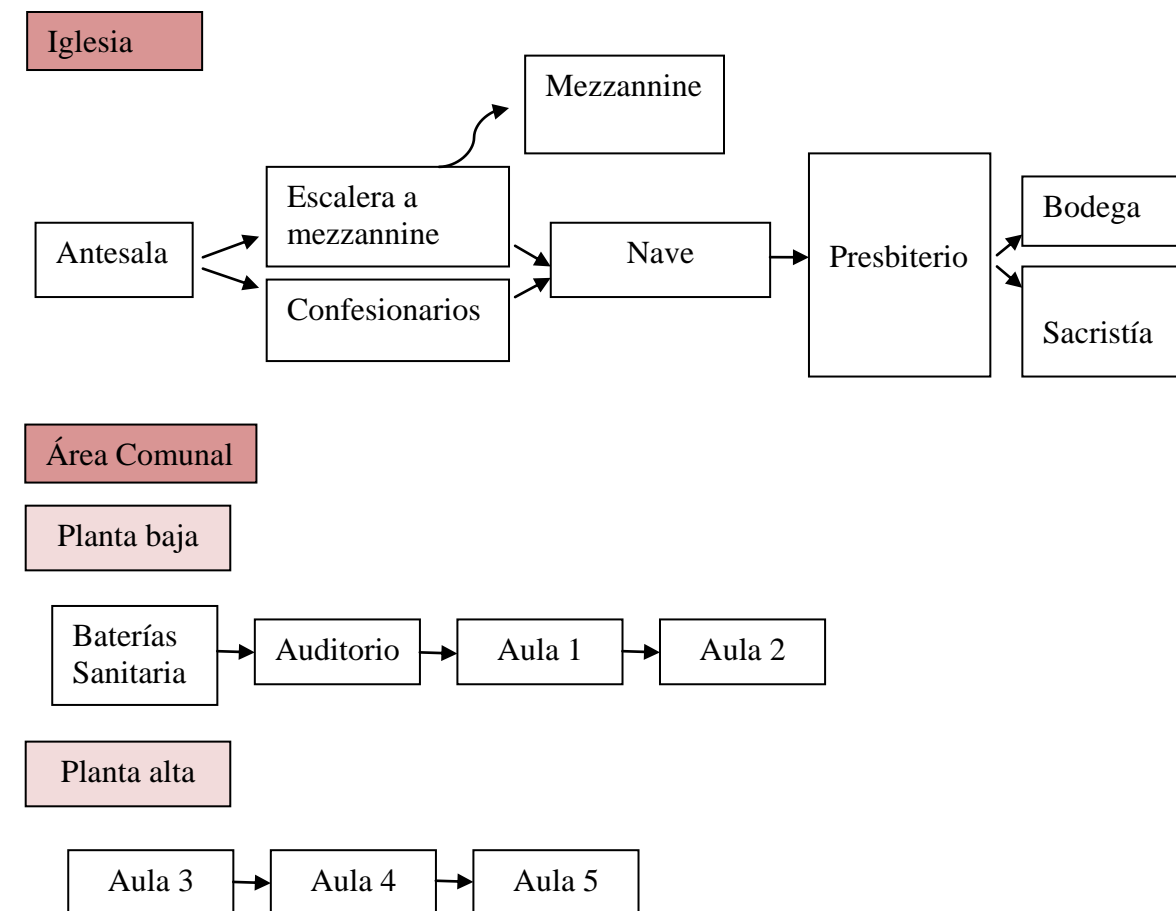 Iglesia
Mezzannine
Escalera a
mezzannine
Antesala
Confesionarios
Nave
Presbiterio
Bodega
Sacristía
Área Comunal
Planta baja
Baterías
Sanitaria
Auditorio
Aula 1
Aula 2
Planta alta
Aula 3
Aula 4
Aula 5